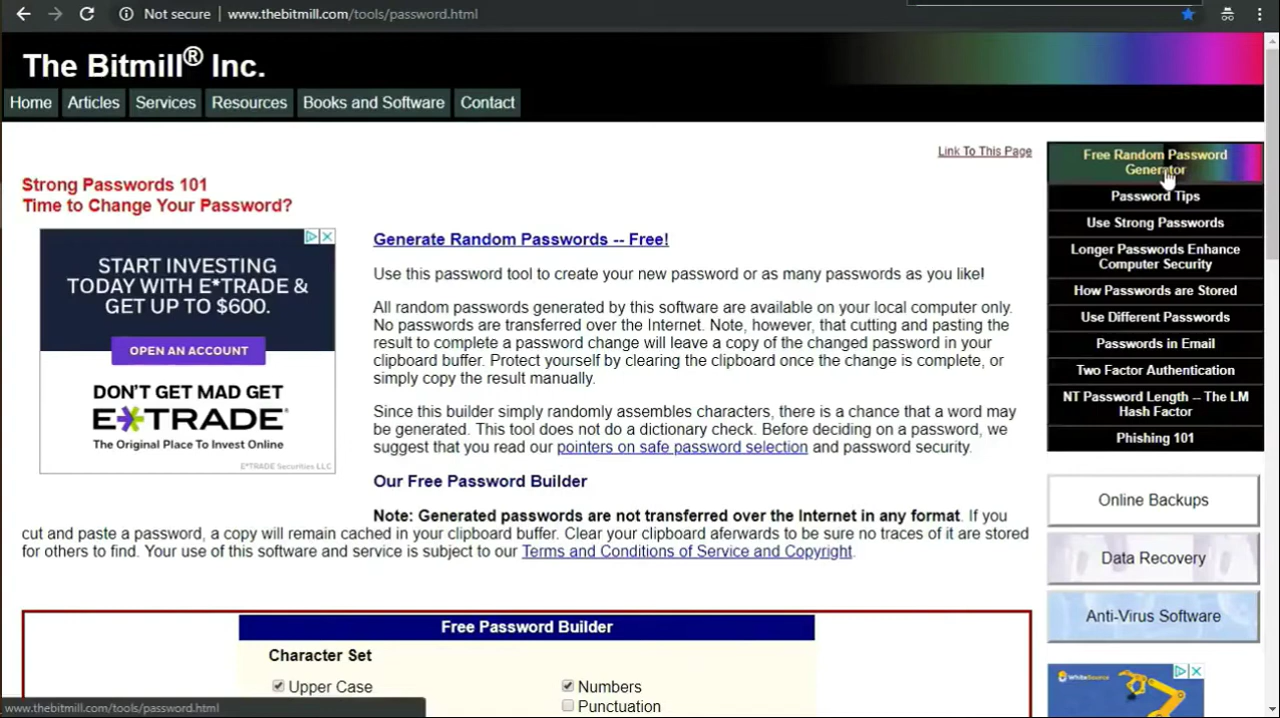 Not secure | www.thebitmill.com/tools/password.html
The Bitmill® Inc.
Home Articles Services Resources Books and Software Contact
Link To This Page
Strong Passwords 101
Time to Change Your Password?
START INVESTING
TODAY WITH E*TRADE &
GET UP TO $600.
OPEN AN ACCOUNT
DON'T GET MAD GET
E*TRADE®
The Original Place To Invest Online
E*TRADE Securities LLC
Generate Random Passwords -- Free!
Use this password tool to create your new password or as many passwords as you like!
All random passwords generated by this software are available on your local computer only.
No passwords are transferred over the Internet. Note, however, that cutting and pasting the
result to complete a password change will leave a copy of the changed password in your
clipboard buffer. Protect yourself by clearing the clipboard once the change is complete, or
simply copy the result manually.
Since this builder simply randomly assembles characters, there is a chance that a word may
be generated. This tool does not do a dictionary check. Before deciding on a password, we
suggest that you read our pointers on safe password selection and password security.
Our Free Password Builder
Note: Generated passwords are not transferred over the Internet in any format. If you
cut and paste a password, a copy will remain cached in your clipboard buffer. Clear your clipboard aferwards to be sure no traces of it are stored
for others to find. Your use of this software and service is subject to our Terms and Conditions of Service and Copyright.
Free Password Builder
Character Set
Upper Case
Numbers
Punctuation
Free Random Password
Generator
Password Tips
Use Strong Passwords
Longer Passwords Enhance
Computer Security
How Passwords are Stored
Use Different Passwords
Passwords in Email
Two Factor Authentication
NT Password Length -- The LM
Hash Factor
Phishing 101
Online Backups
Data Recovery
Anti-Virus Software
WhiteSource
www.thebitmill.com/tools/password.html